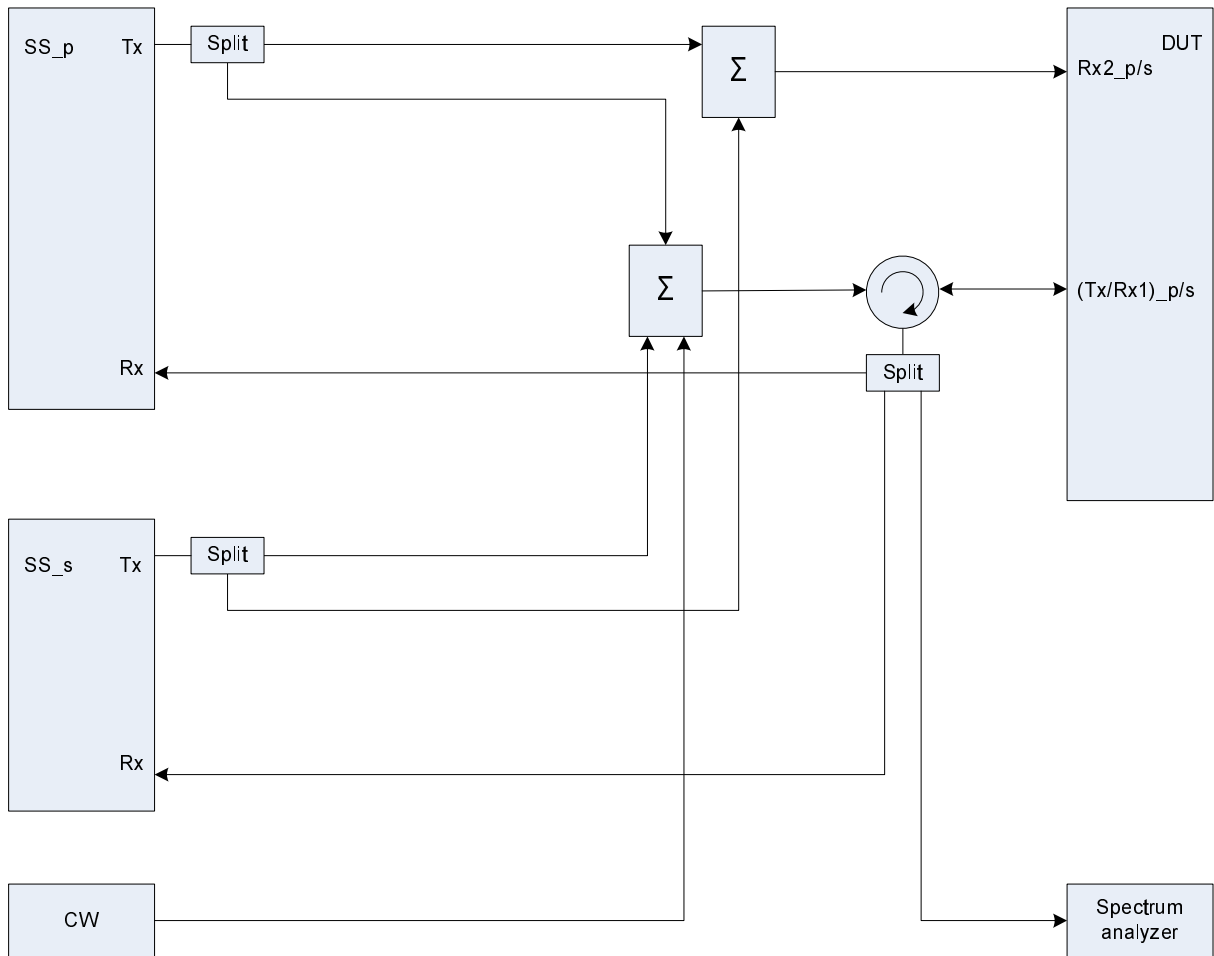 SS_p
Tx
Split
Σ
DUT
Rx2_p/s
Σ
(Tx/Rx1)_p/s
Rx
Split
SS_s
Tx
Split
Rx
CW
Spectrum
analyzer